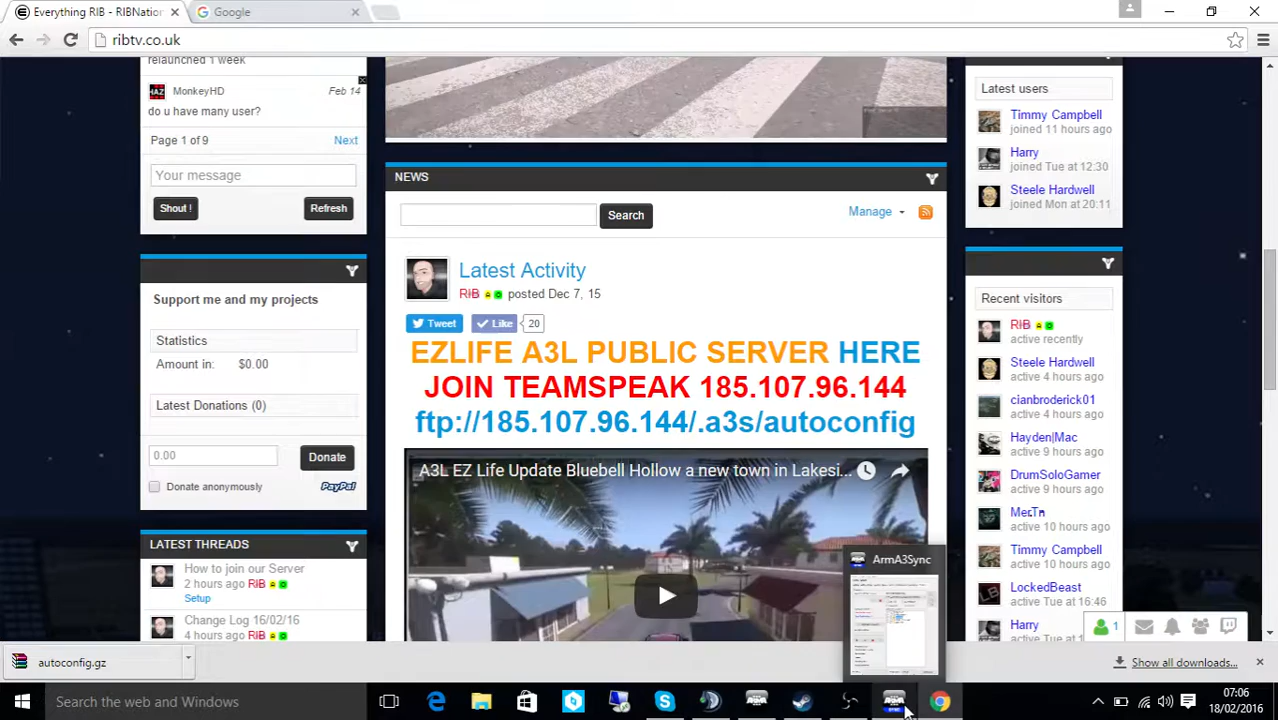 Everything RIB - RIBNation
Google
ribtv.co.uk
relaunched 1 week
MonkeyHD Feb 14
do u have many user?
Page 1 of 9 Next
Your message
Shout ! Refresh
Support me and my projects
Statistics
Amount in: $0.00
Latest Donations (0)
0.00 Donate
Donate anonymously PayPal
LATEST THREADS
How to join our Server
2 hours ago RIB
Setup
Change Log 16/02/16
4 hours ago RIB
NEWS
Search
Manage
Latest Activity
RIB posted Dec 7, 15
Tweet Like 20
EZLIFE A3L PUBLIC SERVER HERE
JOIN TEAMSPEAK 185.107.96.144
ftp://185.107.96.144/.a3s/autoconfig
A3L EZ Life Update Bluebell Hollow a new town in Lakesi...
ArmA3Sync
Latest users
Timmy Campbell
joined 11 hours ago
Harry
joined Tue at 12:30
Steele Hardwell
joined Mon at 20:11
Recent visitors
RIB
active recently
Steele Hardwell
active 4 hours ago
cianbroderick01
active 4 hours ago
Hayden|Mac
active 9 hours ago
DrumSoloGamer
active 9 hours ago
active 10 hours ago
Timmy Campbell
active 10 hours ago
LockedBeast
active Tue at 16:46
Harry
1
autoconfig.gz
Show all downloads...
Search the web and Windows
07:06
18/02/2016